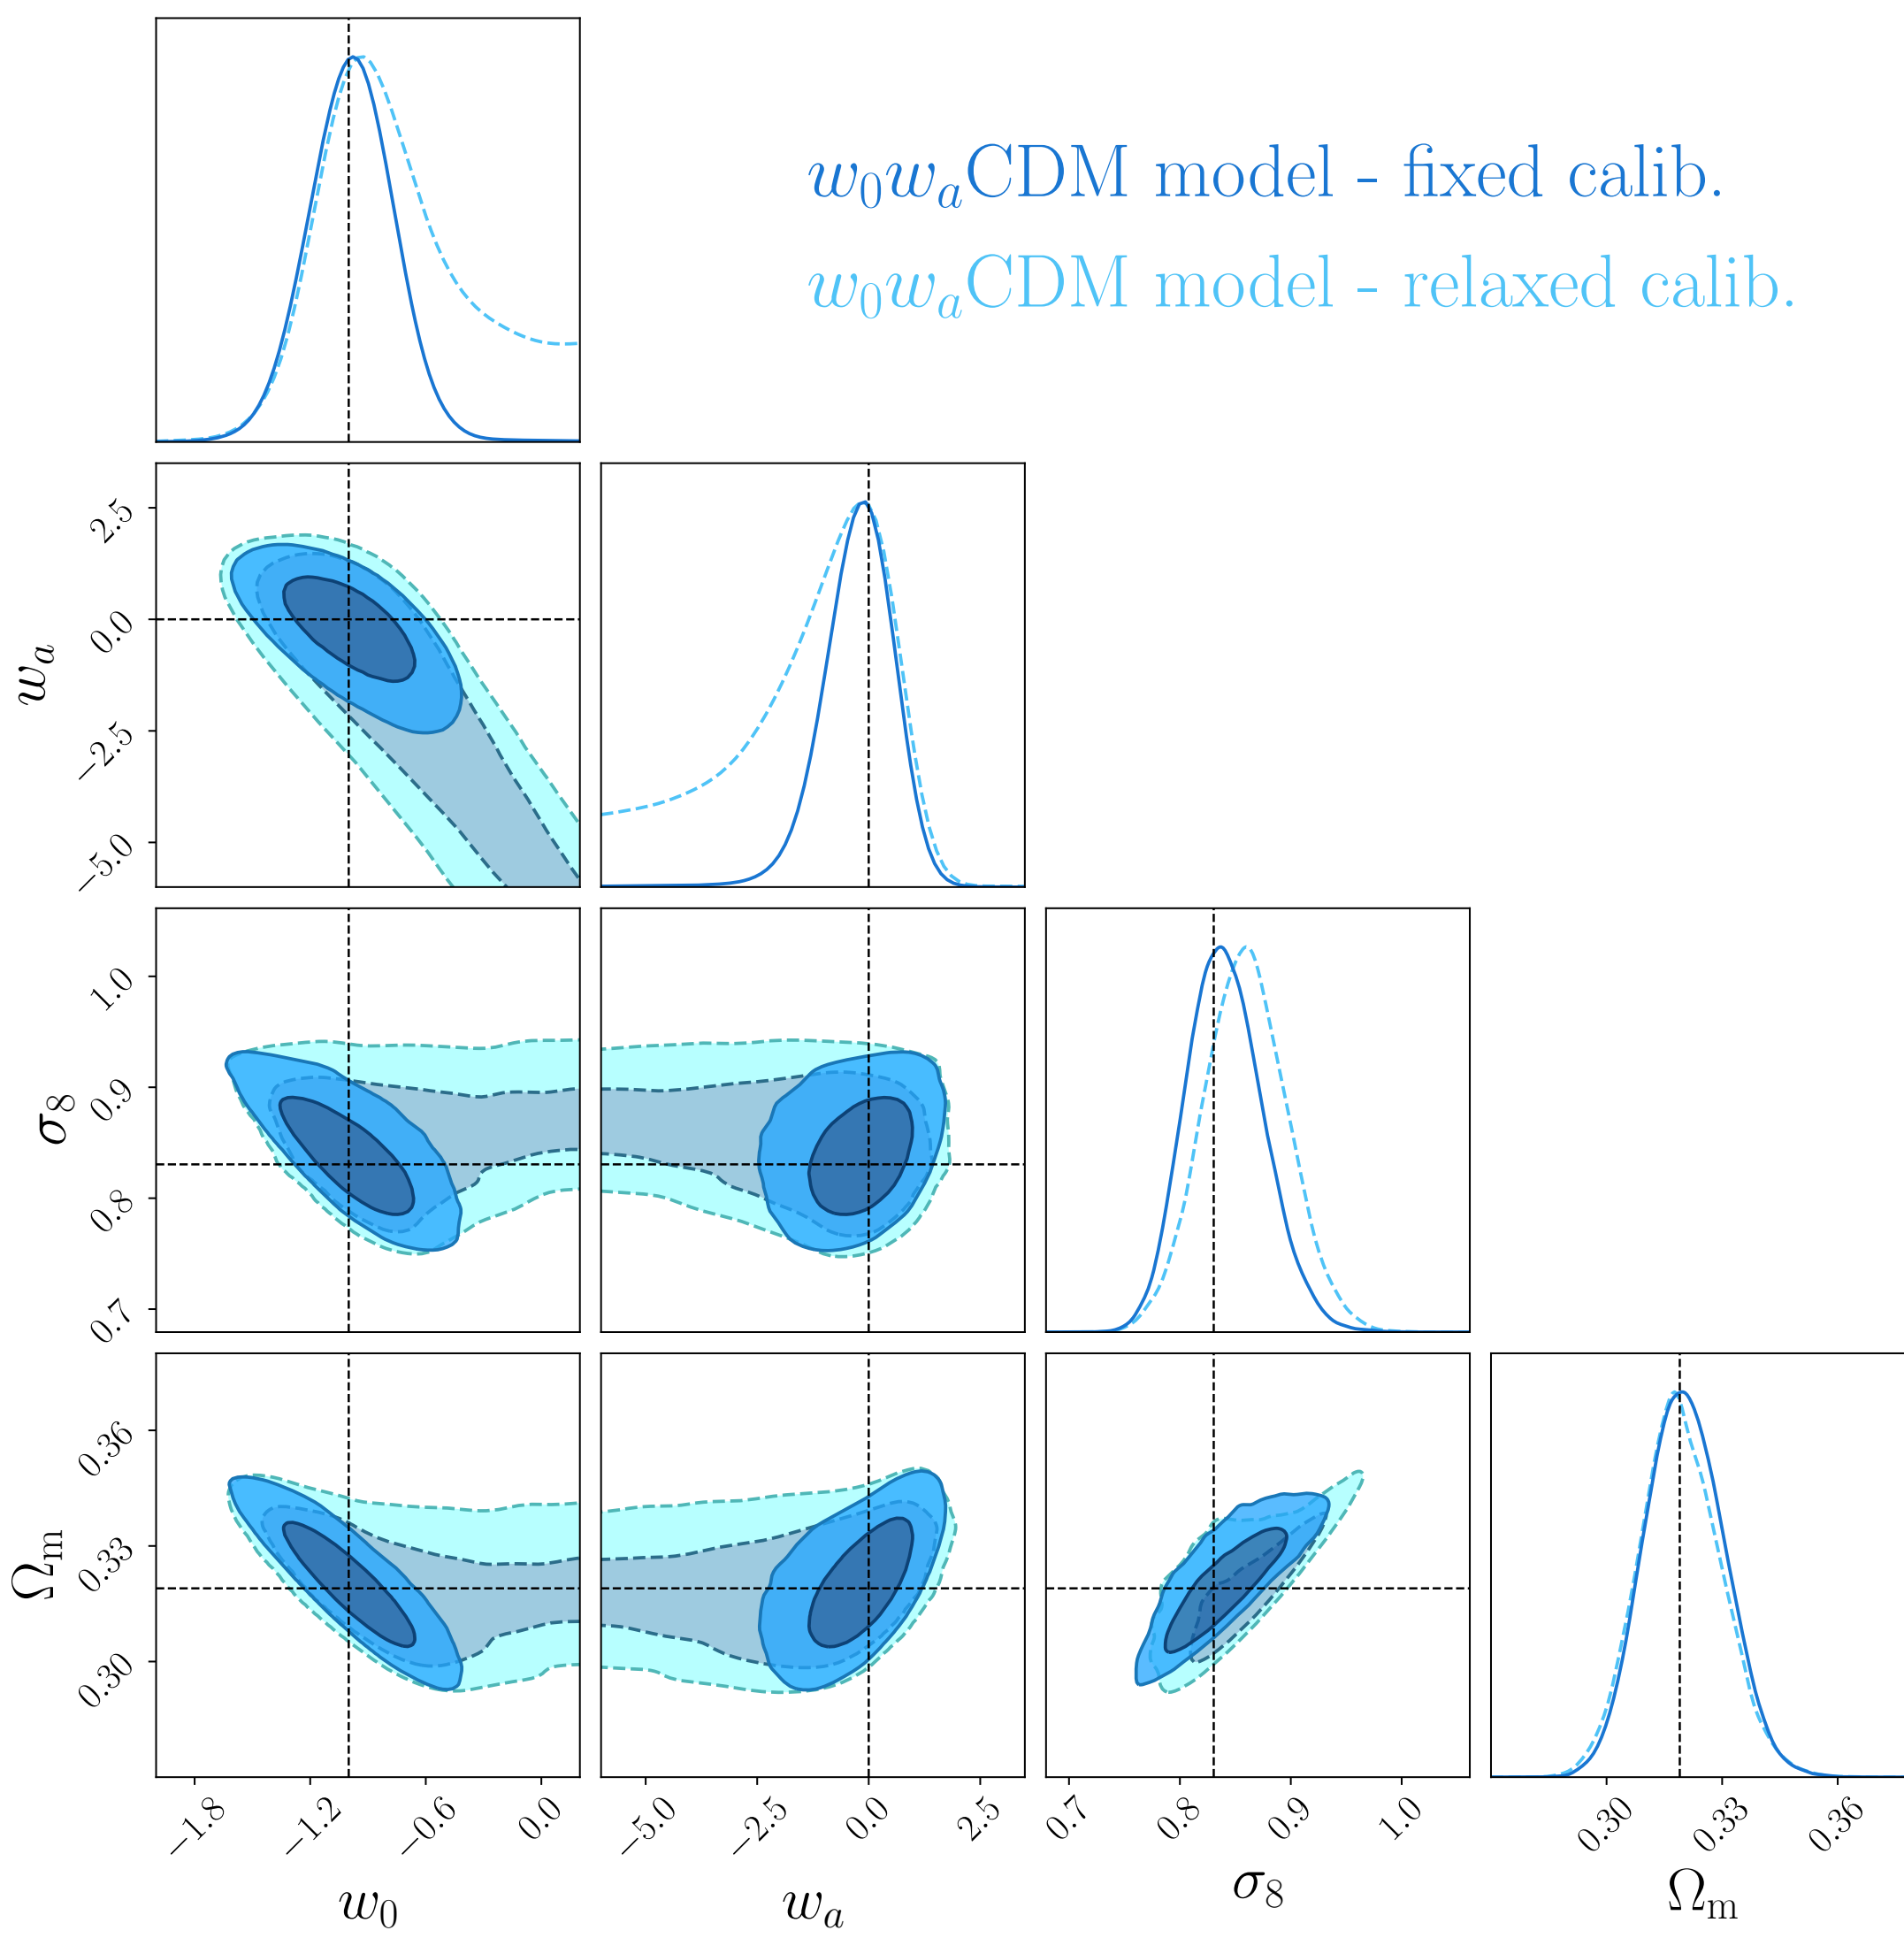 w₀wₐCDM model - fixed calib.
w₀wₐCDM model - relaxed calib.
wₐ
2.5
0.0
−2.5
−5.0
σ₈
1.0
0.9
0.8
0.7
Ωₘ
0.36
0.33
0.30
−1.8 −1.2 −0.6 0.0 −5.0 −2.5 0.0 2.5 0.7 0.8 0.9 1.0 0.30 0.33 0.36
w₀ wₐ σ₈ Ωₘ